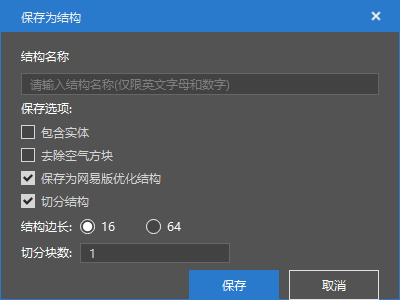 保存为结构
结构名称
请输入结构名称(仅限英文字母和数字)
保存选项:
包含实体
去除空气方块
保存为网易版优化结构
切分结构
结构边长: 16 64
切分块数: 1
保存 取消